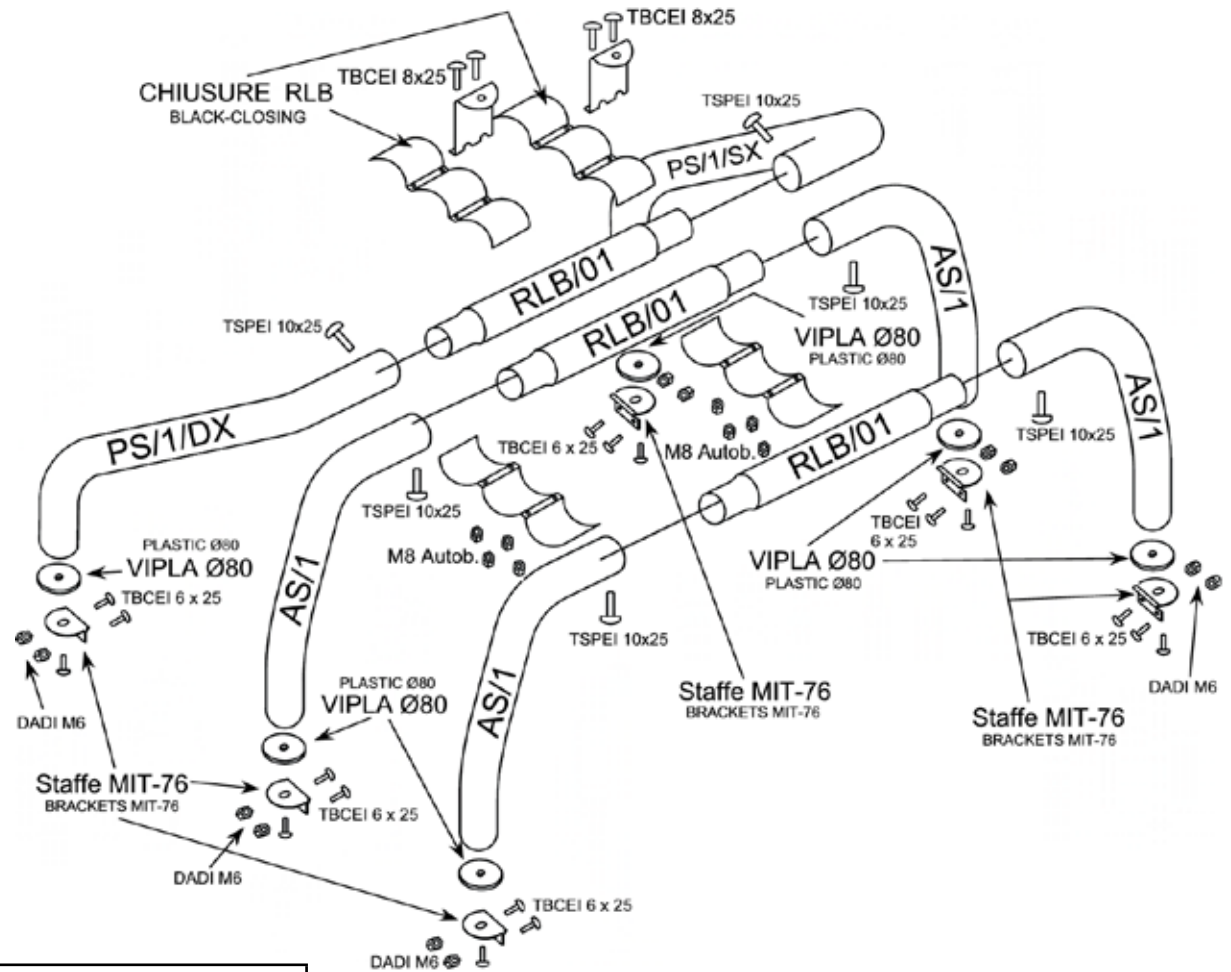 TBCEI 8x25
TBCEI 8x25
CHIUSURE RLB
BLACK-CLOSING
TSPEI 10x25
PS/1/SX
RLB/01
AS/1
TSPEI 10x25
TSPEI 10x25
RLB/01
VIPLA Ø80
PLASTIC Ø80
AS/1
PS/1/DX
TBCEI 6 x 25
M8 Autob.
RLB/01
TSPEI 10x25
TSPEI 10x25
PLASTIC Ø80
VIPLA Ø80
TBCEI 6 x 25
M8 Autob.
TBCEI
6 x 25
VIPLA Ø80
PLASTIC Ø80
AS/1
TSPEI 10x25
TBCEI 6 x 25
DADI M6
PLASTIC Ø80
VIPLA Ø80
AS/1
Staffe MIT-76
BRACKETS MIT-76
Staffe MIT-76
BRACKETS MIT-76
DADI M6
Staffe MIT-76
BRACKETS MIT-76
TBCEI 6 x 25
DADI M6
TBCEI 6 x 25
DADI M6